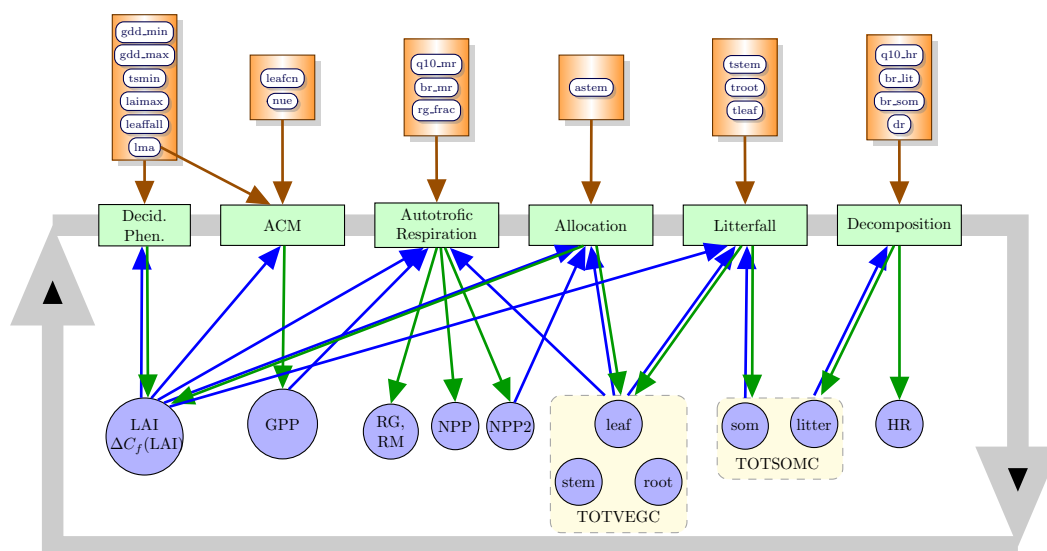 gdd_min
gdd_max
tsmin
laimax
leaffall
lma
leafcn
nue
q10_mr
br_mr
rg_frac
astem
tstem
troot
tleaf
q10_hr
br_lit
br_som
dr
Decid.
Phen.
ACM
Autotrofic
Respiration
Allocation
Litterfall
Decomposition
LAI
ΔC_f(LAI)
GPP
RG,
RM
NPP
NPP2
leaf
stem
root
TOTVEGC
som
litter
TOTSOMC
HR